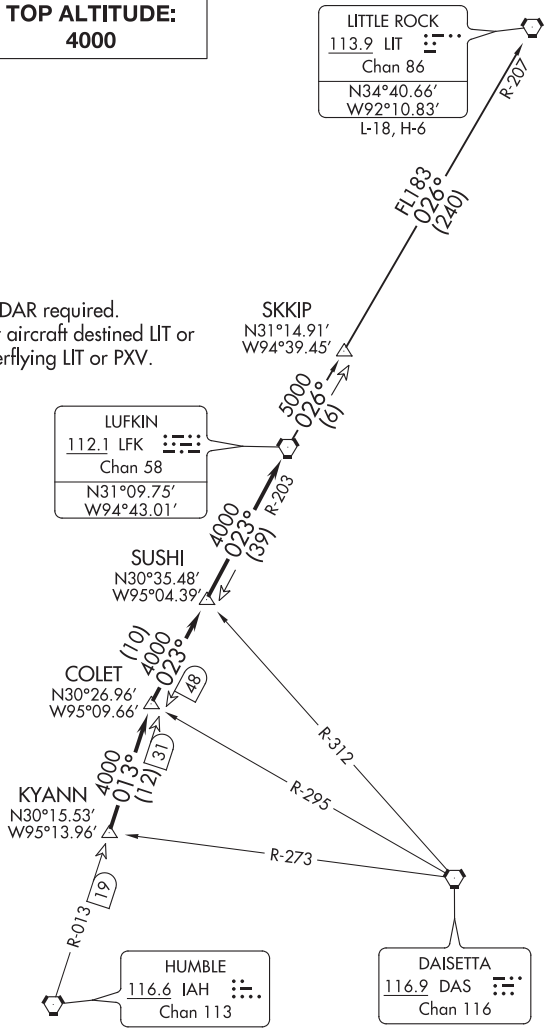 TOP ALTITUDE:
4000
LITTLE ROCK
113.9 LIT
Chan 86
N34°40.66'
W92°10.83'
L-18, H-6
R-207
FL183
026°
(240)
DAR required.
aircraft destined LIT or
erflying LIT or PXV.
SKKIP
N31°14.91'
W94°39.45'
5000
026°
(6)
LUFKIN
112.1 LFK
Chan 58
N31°09.75'
W94°43.01'
R-203
4000
023°
(39)
SUSHI
N30°35.48'
W95°04.39'
(10)
4000
023°
48
COLET
N30°26.96'
W95°09.66'
R-312
4000
013°
(12)
31
R-295
KYANN
N30°15.53'
W95°13.96'
R-273
R-013
19
HUMBLE
116.6 IAH
Chan 113
DAISETTA
116.9 DAS
Chan 116